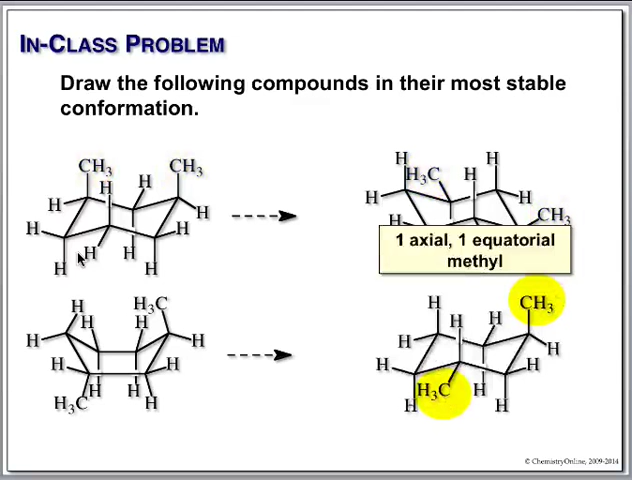 IN-CLASS PROBLEM
Draw the following compounds in their most stable
conformation.
CH3 CH3
H H
H H
H H
H H
H H
H
H3C H
H H
CH3
H
1 axial, 1 equatorial
methyl
H H3C
H H
H H
H H
H H
H3C H
H CH3
H H
H H
H H
H3C H
H H
© ChemistryOnline, 2009-2014